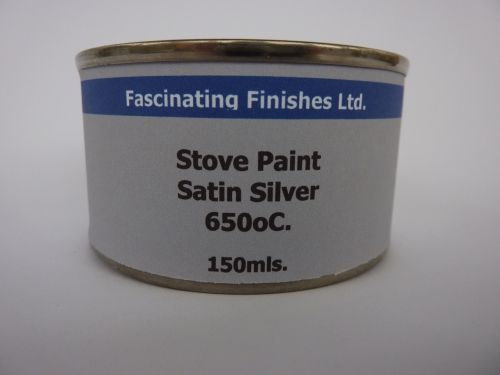 Fascinating Finishes Ltd.
Stove Paint
Satin Silver
650oC.
150mls.